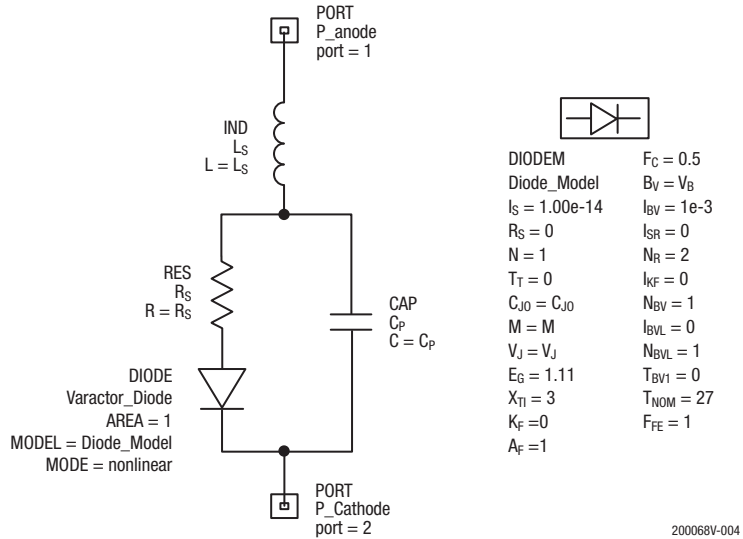 PORT
P_anode
port = 1
IND
LS
L = LS
RES
RS
R = RS
CAP
CP
C = CP
DIODE
Varactor_Diode
AREA = 1
MODEL = Diode_Model
MODE = nonlinear
PORT
P_Cathode
port = 2
DIODEM
Diode_Model
IS = 1.00e-14
RS = 0
N = 1
TT = 0
CJO = CJO
M = M
VJ = VJ
EG = 1.11
XTI = 3
KF =0
AF =1
FC = 0.5
BV = VB
IBV = 1e-3
ISR = 0
NR = 2
IKF = 0
NBV = 1
IBVL = 0
NBVL = 1
TBV1 = 0
TNOM = 27
FFE = 1
200068V-004